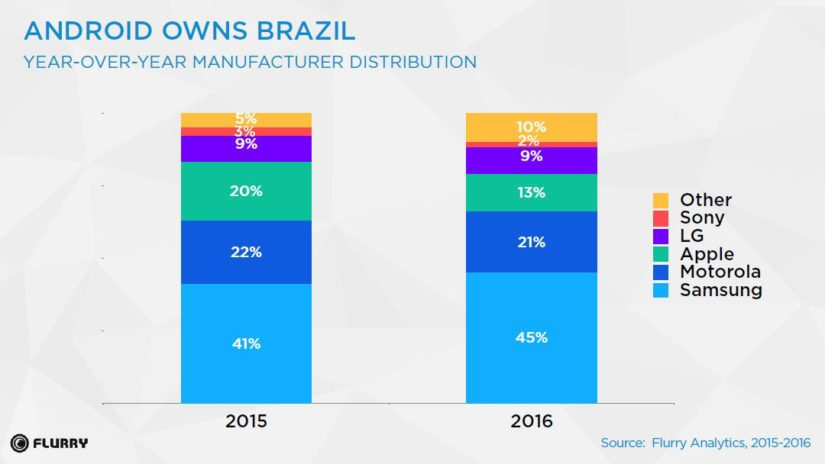 ANDROID OWNS BRAZIL
YEAR-OVER-YEAR MANUFACTURER DISTRIBUTION
5%
3%
9%
20%
22%
41%
10%
2%
9%
13%
21%
45%
Other
Sony
LG
Apple
Motorola
Samsung
2015
2016
FLURRY
Source: Flurry Analytics, 2015-2016